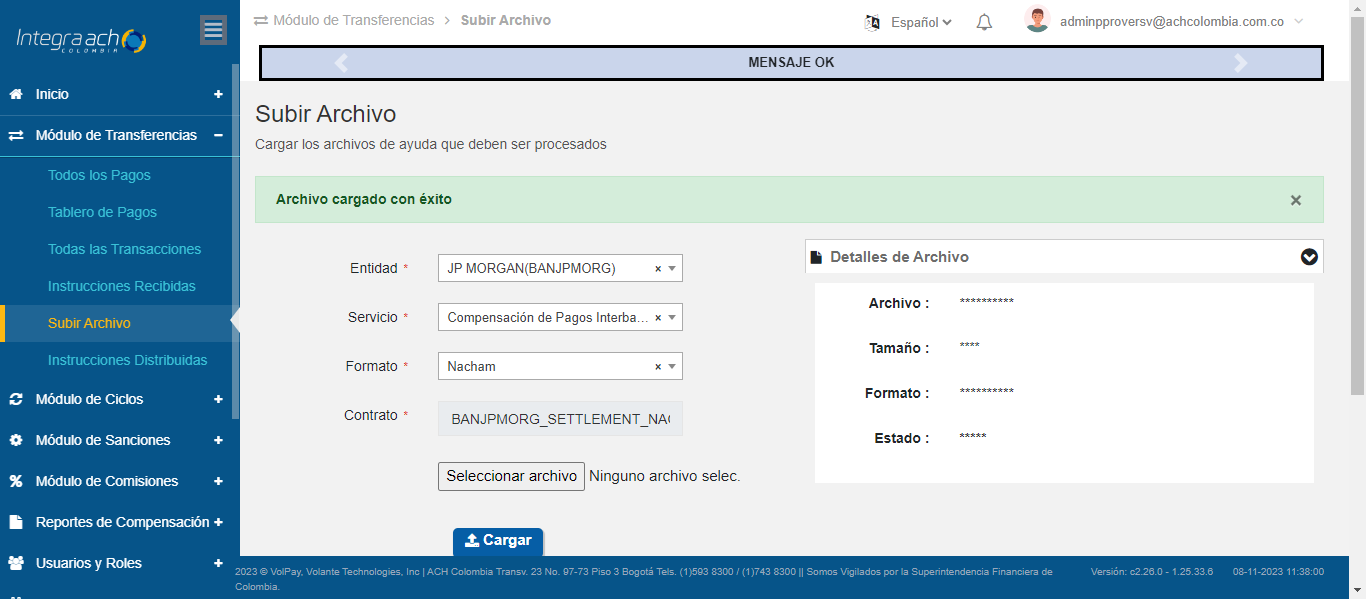 Integra ach
COLOMBIA
Módulo de Transferencias > Subir Archivo
Español
adminpproversv@achcolombia.com.co
MENSAJE OK
Inicio +
Módulo de Transferencias −
Todos los Pagos
Tablero de Pagos
Todas las Transacciones
Instrucciones Recibidas
Subir Archivo
Instrucciones Distribuidas
Módulo de Ciclos +
Módulo de Sanciones +
Módulo de Comisiones +
Reportes de Compensación +
Usuarios y Roles +
Subir Archivo
Cargar los archivos de ayuda que deben ser procesados
Archivo cargado con éxito ×
Entidad * JP MORGAN(BANJPMORG) ×
Servicio * Compensación de Pagos Interba... ×
Formato * Nacham ×
Contrato * BANJPMORG_SETTLEMENT_NAC
Seleccionar archivo Ninguno archivo selec.
Cargar
Detalles de Archivo
Archivo : **********
Tamaño : ****
Formato : **********
Estado : *****
2023 © VolPay, Volante Technologies, Inc | ACH Colombia Transv. 23 No. 97-73 Piso 3 Bogotá Tels. (1)593 8300 / (1)743 8300 || Somos Vigilados por la Superintendencia Financiera de
Colombia.
Versión: c2.26.0 - 1.25.33.6 08-11-2023 11:38:00